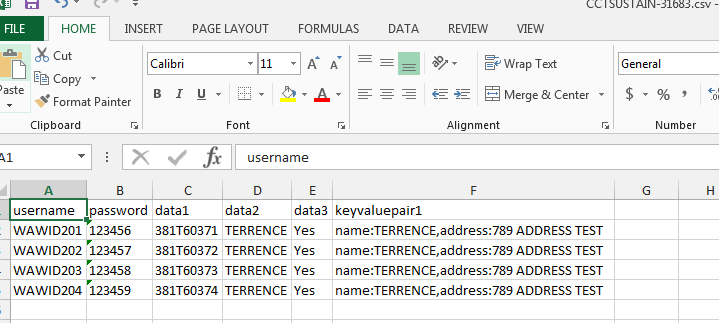 CCTSUSTAIN-31683.csv -
FILE HOME INSERT PAGE LAYOUT FORMULAS DATA REVIEW VIEW
Cut
Calibri 11 A A Wrap Text General
Copy
Paste Format Painter B I U A Merge & Center $ % ,
Clipboard Font Alignment Number
A1 fx username
A B C D E F G H
username password data1 data2 data3 keyvaluepair1
WAWID201 123456 381T60371 TERRENCE Yes name:TERRENCE,address:789 ADDRESS TEST
WAWID202 123457 381T60372 TERRENCE Yes name:TERRENCE,address:789 ADDRESS TEST
WAWID203 123458 381T60373 TERRENCE Yes name:TERRENCE,address:789 ADDRESS TEST
WAWID204 123459 381T60374 TERRENCE Yes name:TERRENCE,address:789 ADDRESS TEST